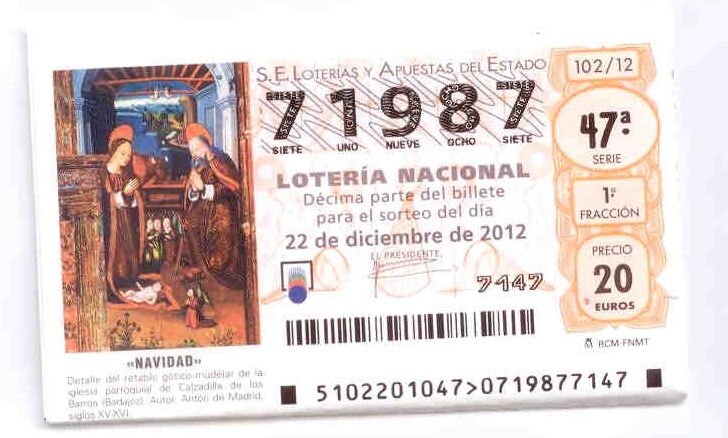 S.E. LOTERÍAS Y APUESTAS DEL ESTADO
71987
SIETE UNO NUEVE OCHO SIETE
LOTERÍA NACIONAL
Décima parte del billete
para el sorteo del día
22 de diciembre de 2012
EL PRESIDENTE,
7147
102/12
47ª
SERIE
1ª
FRACCIÓN
PRECIO
20
EUROS
RCM-FNMT
«NAVIDAD»
Detalle del retablo gótico-mudéjar de la
iglesia parroquial de Calzadilla de los
Barros (Badajoz). Autor: Antón de Madrid,
siglos XV-XVI.
5102201047>0719877147